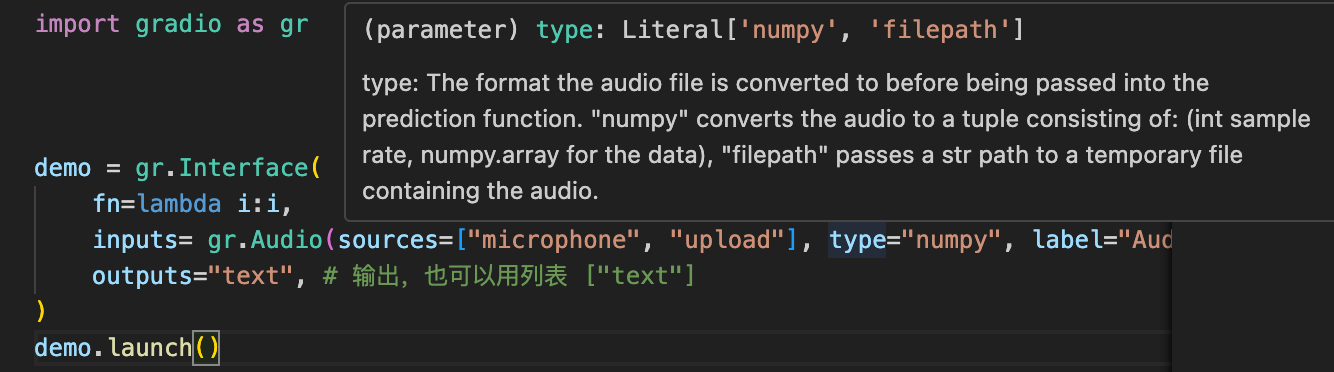 import gradio as gr
(parameter) type: Literal['numpy', 'filepath']
type: The format the audio file is converted to before being passed into the
prediction function. "numpy" converts the audio to a tuple consisting of: (int sample
rate, numpy.array for the data), "filepath" passes a str path to a temporary file
containing the audio.
demo = gr.Interface(
fn=lambda i:i,
inputs= gr.Audio(sources=["microphone", "upload"], type="numpy", label="Aud
outputs="text", # 输出，也可以用列表 ["text"]
)
demo.launch()